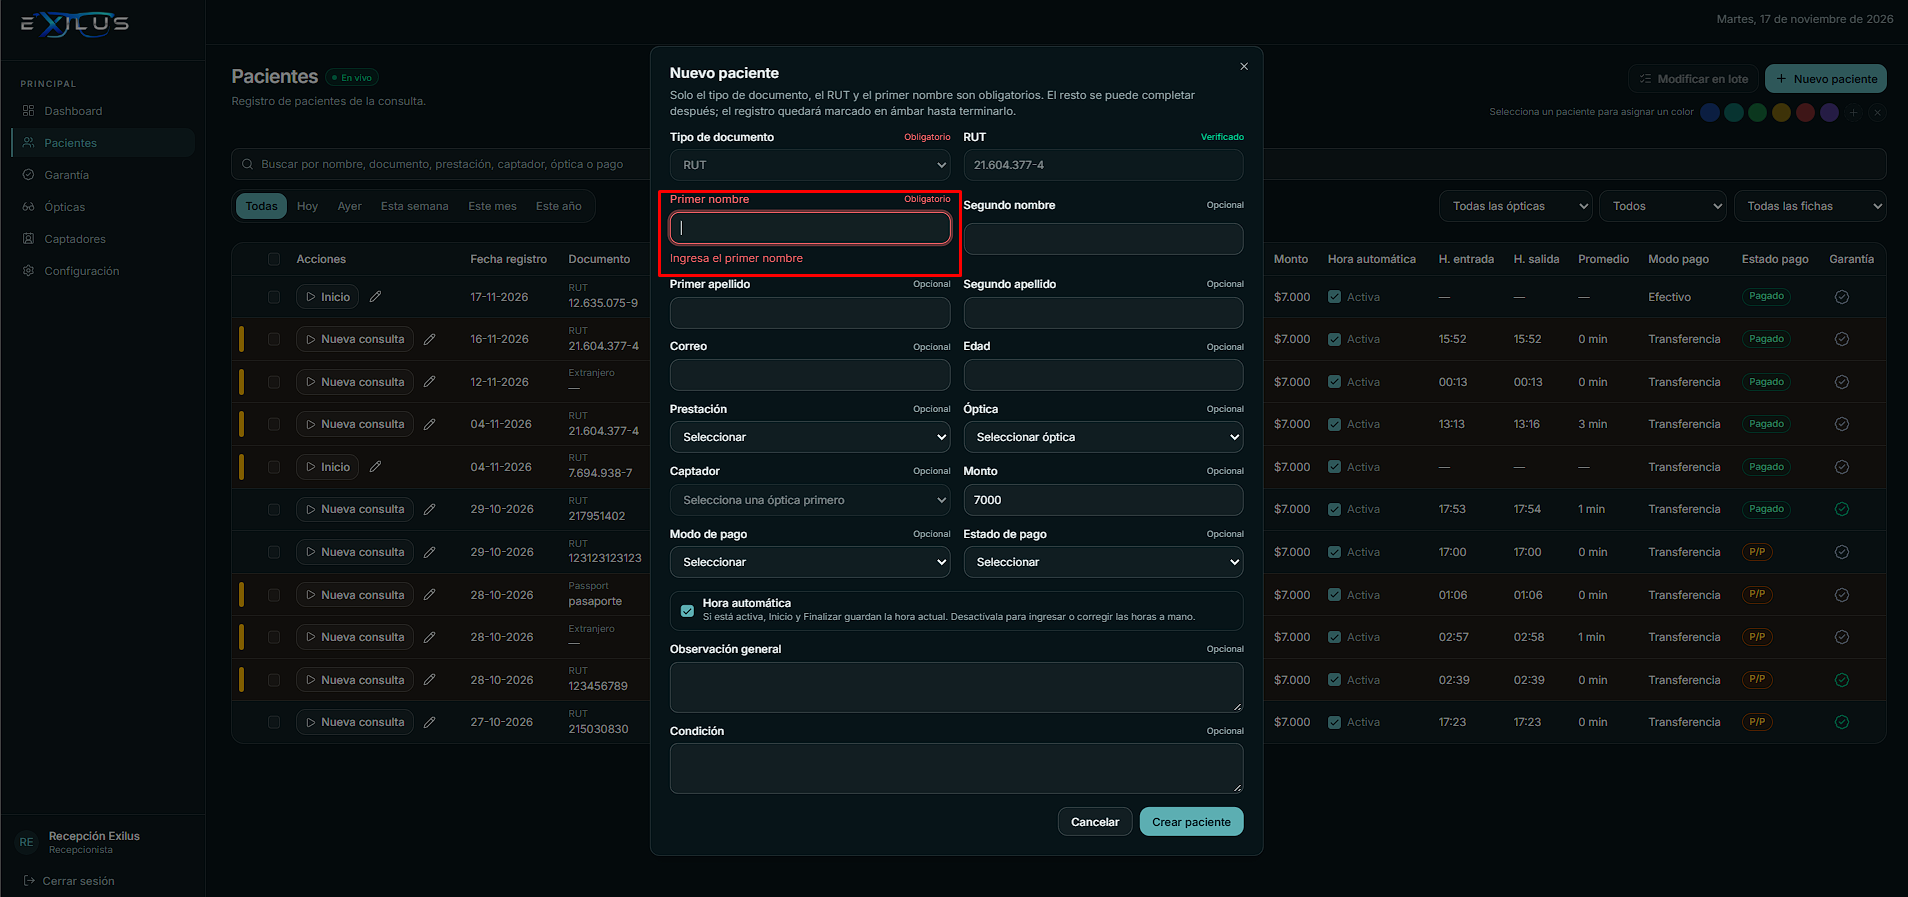 EXILUS
Martes, 17 de noviembre de 2026
PRINCIPAL
Dashboard
Pacientes
Garantía
Ópticas
Captadores
Configuración
RE
Recepción Exilus
Recepcionista
Cerrar sesión
Pacientes
En vivo
Registro de pacientes de la consulta.
Modificar en lote
+ Nuevo paciente
Selecciona un paciente para asignar un color
Buscar por nombre, documento, prestación, captador, óptica o pago
Todas Hoy Ayer Esta semana Este mes Este año
Todas las ópticas
Todos
Todas las fichas
Acciones Fecha registro Documento Monto Hora automática H. entrada H. salida Promedio Modo pago Estado pago Garantía
Inicio 17-11-2026 RUT 12.635.075-9 $7.000 Activa — — — Efectivo Pagado
Nueva consulta 16-11-2026 RUT 21.604.377-4 $7.000 Activa 15:52 15:52 0 min Transferencia Pagado
Nueva consulta 12-11-2026 Extranjero — $7.000 Activa 00:13 00:13 0 min Transferencia Pagado
Nueva consulta 04-11-2026 RUT 21.604.377-4 $7.000 Activa 13:13 13:16 3 min Transferencia Pagado
Inicio 04-11-2026 RUT 7.694.938-7 $7.000 Activa — — — Transferencia Pagado
Nueva consulta 29-10-2026 RUT 217951402 $7.000 Activa 17:53 17:54 1 min Transferencia Pagado
Nueva consulta 29-10-2026 RUT 123123123123 $7.000 Activa 17:00 17:00 0 min Transferencia P/P
Nueva consulta 28-10-2026 Passport pasaporte $7.000 Activa 01:06 01:06 0 min Transferencia P/P
Nueva consulta 28-10-2026 Extranjero — $7.000 Activa 02:57 02:58 1 min Transferencia P/P
Nueva consulta 28-10-2026 RUT 123456789 $7.000 Activa 02:39 02:39 0 min Transferencia P/P
Nueva consulta 27-10-2026 RUT 215030830 $7.000 Activa 17:23 17:23 0 min Transferencia P/P
Nuevo paciente
Solo el tipo de documento, el RUT y el primer nombre son obligatorios. El resto se puede completar
después; el registro quedará marcado en ámbar hasta terminarlo.
Tipo de documento Obligatorio RUT Verificado
RUT 21.604.377-4
Primer nombre Obligatorio
Segundo nombre Opcional
Ingresa el primer nombre
Primer apellido Opcional Segundo apellido Opcional
Correo Opcional Edad Opcional
Prestación Opcional Óptica Opcional
Seleccionar Seleccionar óptica
Captador Opcional Monto Opcional
Selecciona una óptica primero 7000
Modo de pago Opcional Estado de pago Opcional
Seleccionar Seleccionar
Hora automática
Si está activa, Inicio y Finalizar guardan la hora actual. Desactívala para ingresar o corregir las horas a mano.
Observación general Opcional
Condición Opcional
Cancelar Crear paciente